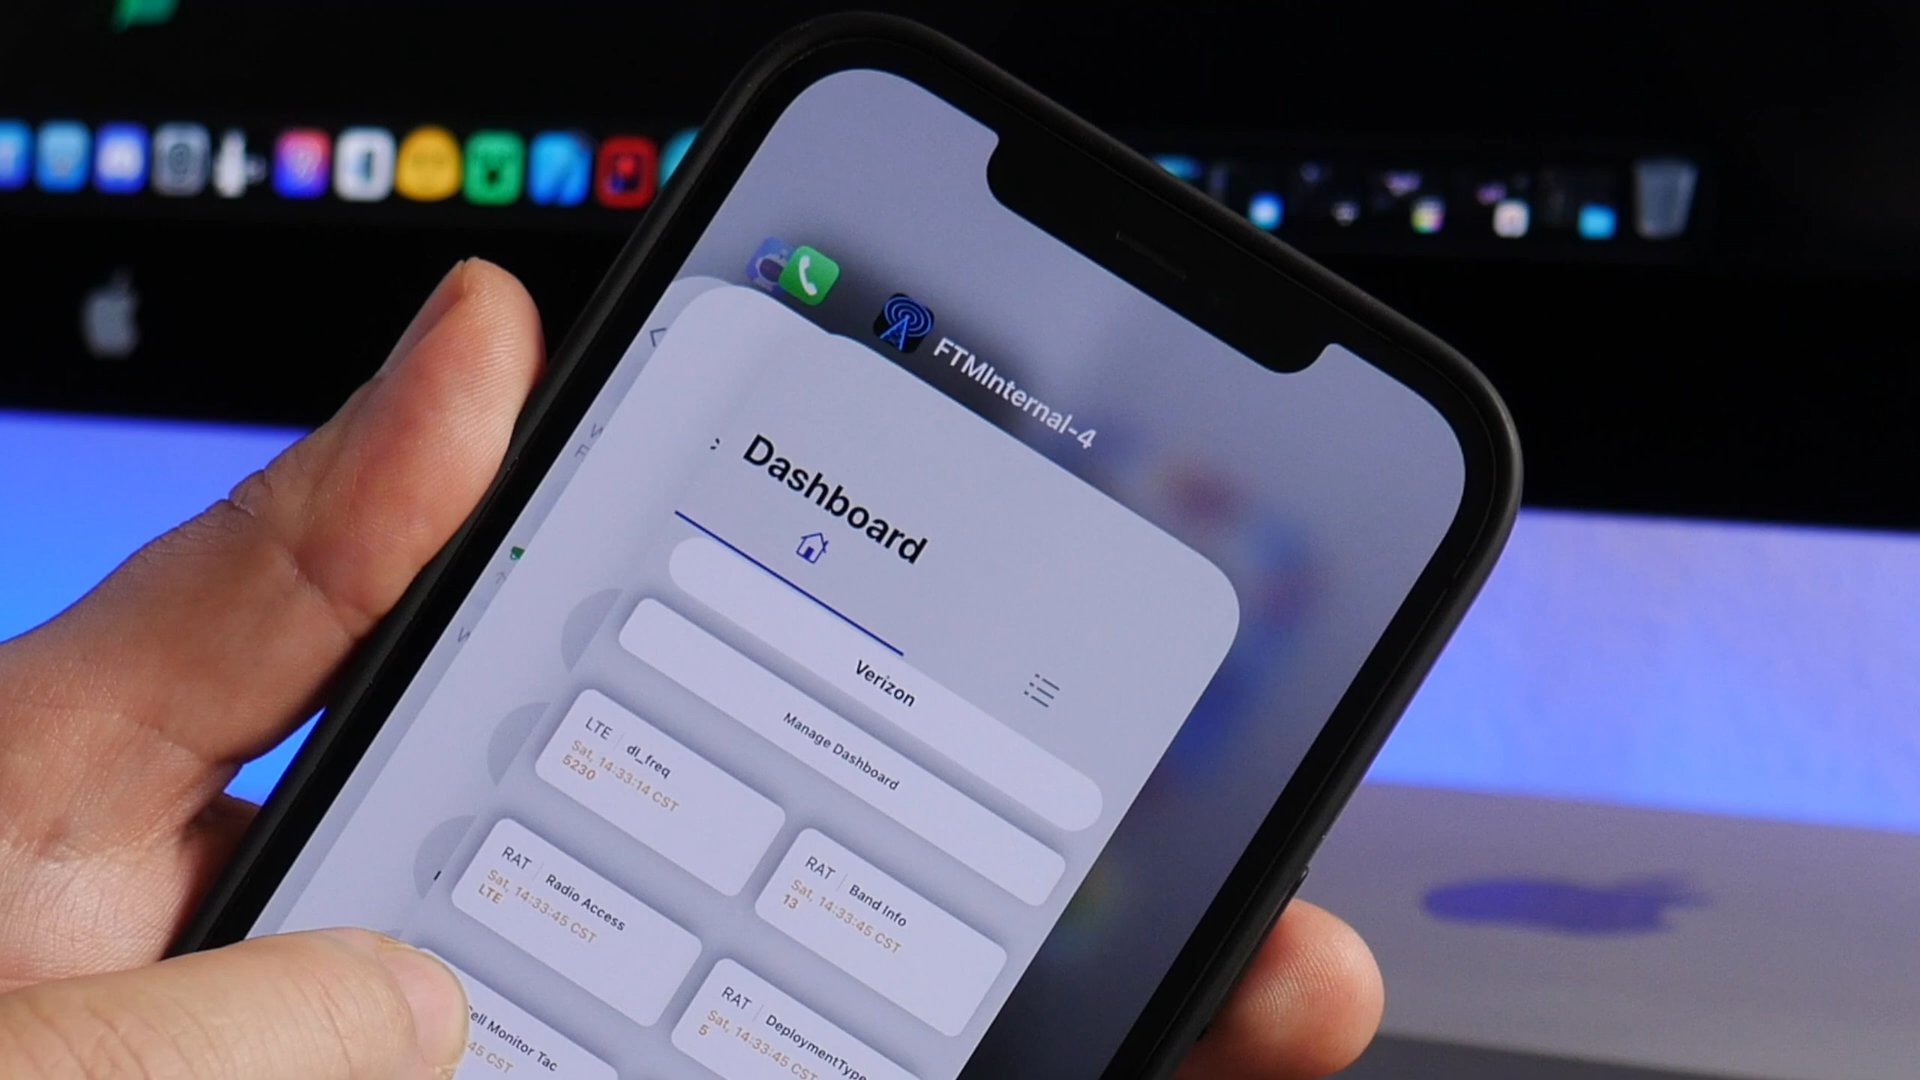 FTMInternal-4
Dashboard
Verizon
Manage Dashboard
LTE dl_freq
Sat, 14:33:14 CST
5230
RAT Radio Access
Sat, 14:33:45 CST
LTE
RAT Band Info
Sat, 14:33:45 CST
13
Cell Monitor Tac
:45 CST
RAT DeploymentType
Sat, 14:33:45 CST
5